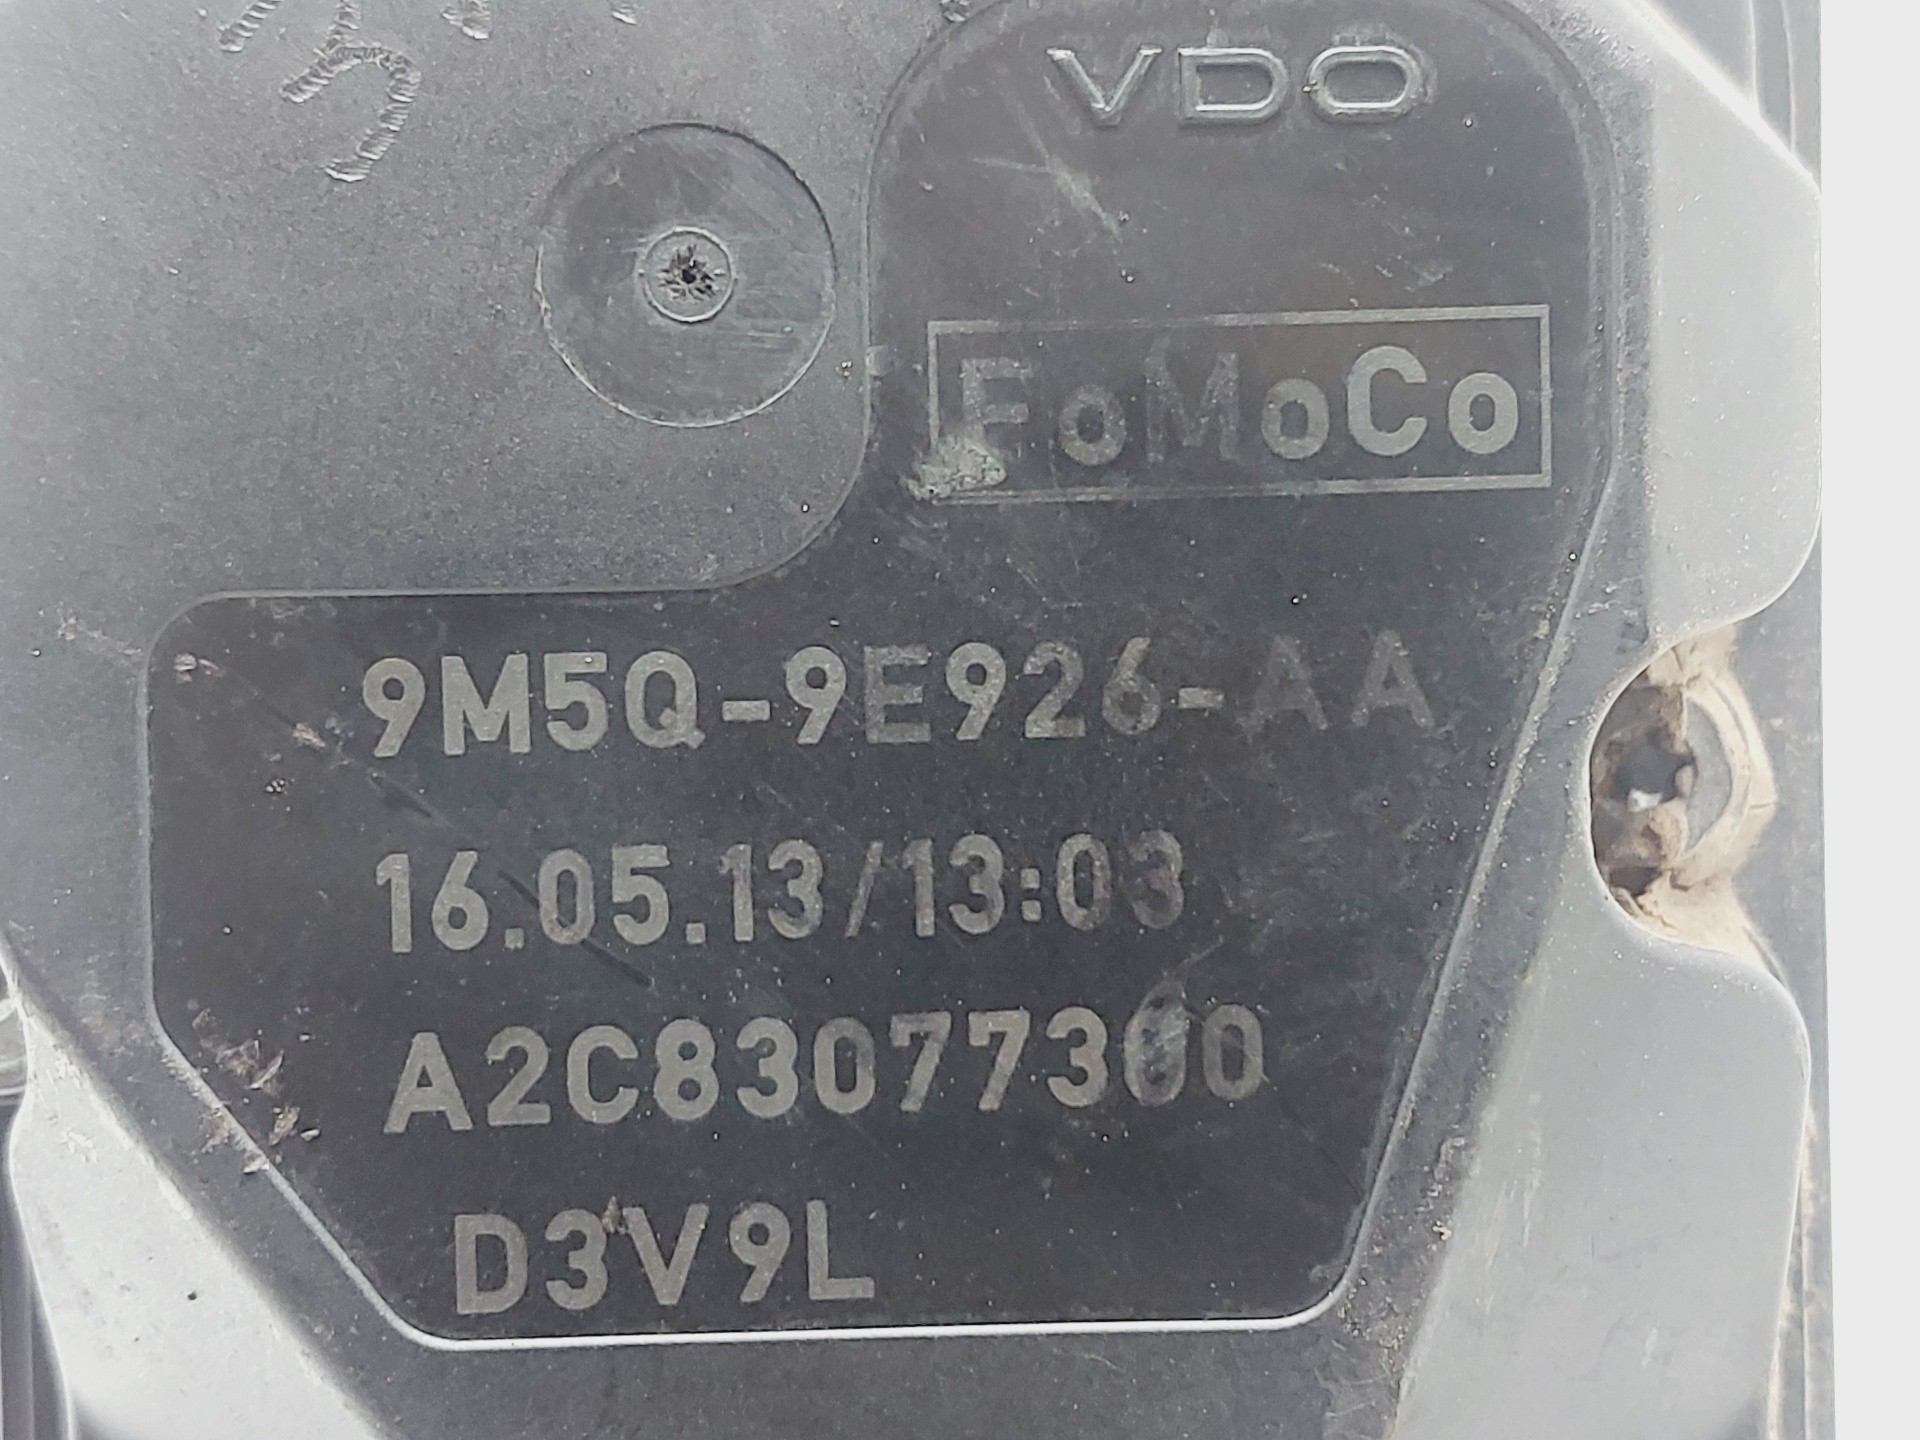 VDO
FoMoCo
9M5Q-9E926-AA
16.05.13/13:03
A2C83077300
D3V9L